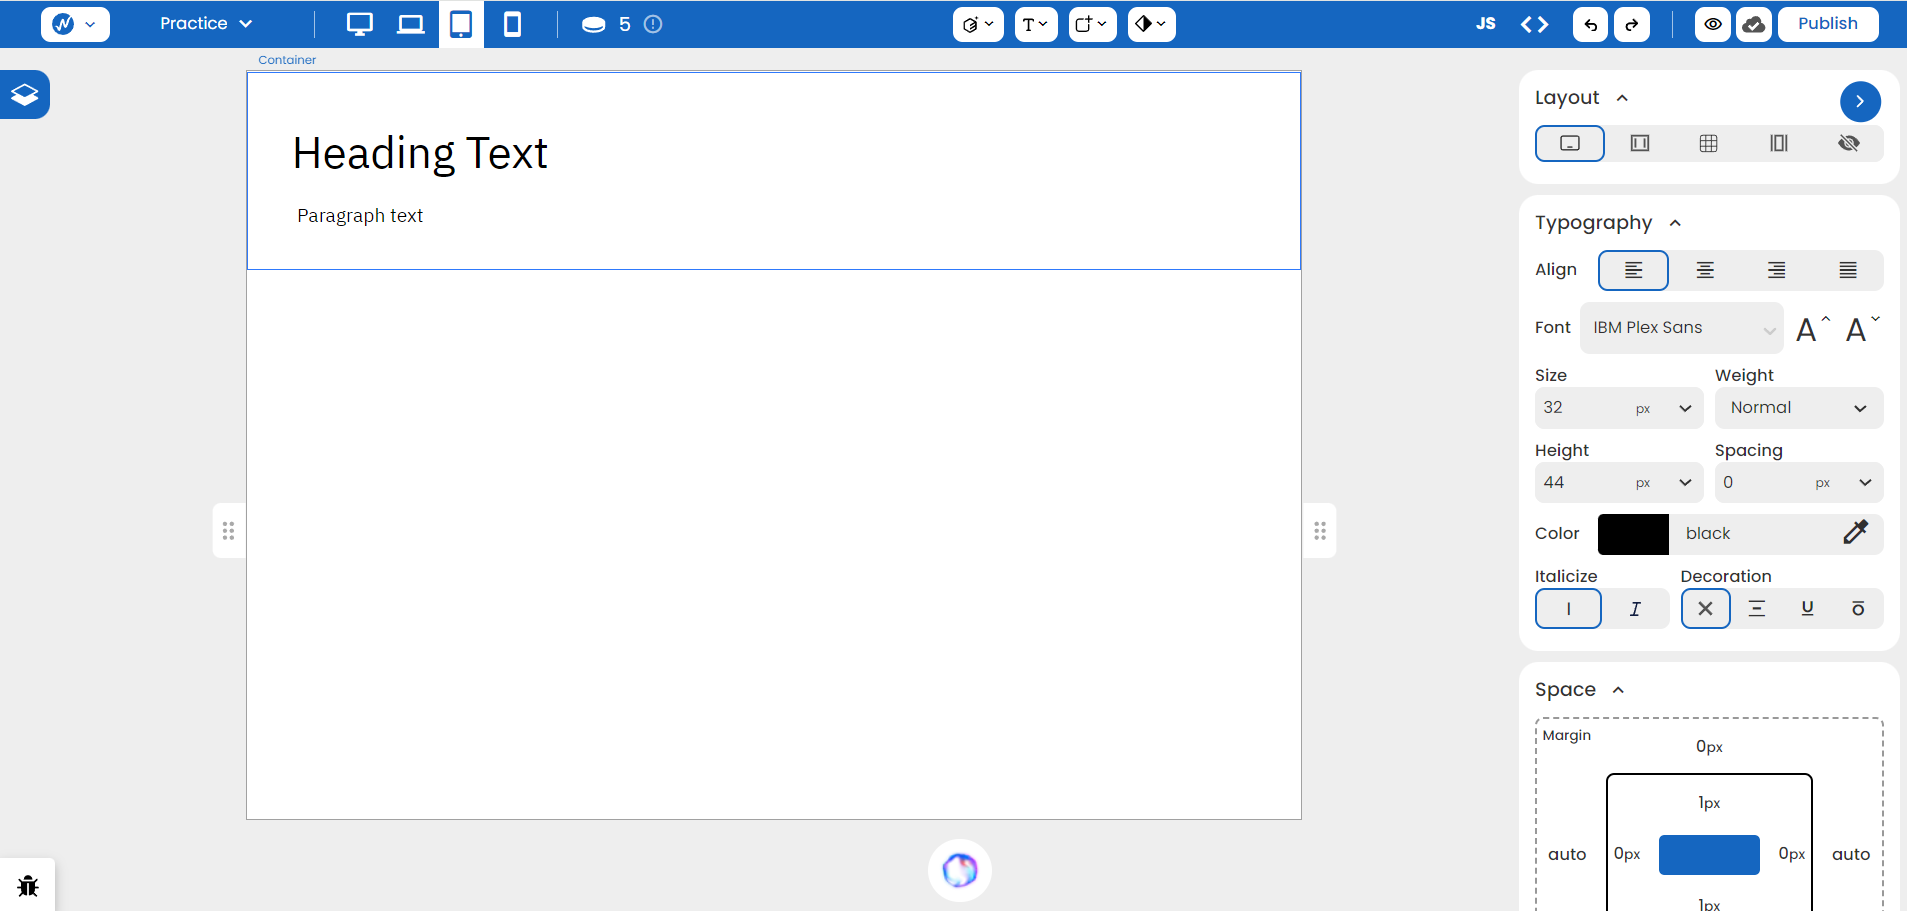 Practice
5
T
JS
Publish
Container
Heading Text
Paragraph text
Layout
Typography
Align
Font IBM Plex Sans A A
Size Weight
32 px Normal
Height Spacing
44 px 0 px
Color black
Italicize Decoration
I I U O
Space
Margin
0px
1px
auto 0px 0px auto
1px